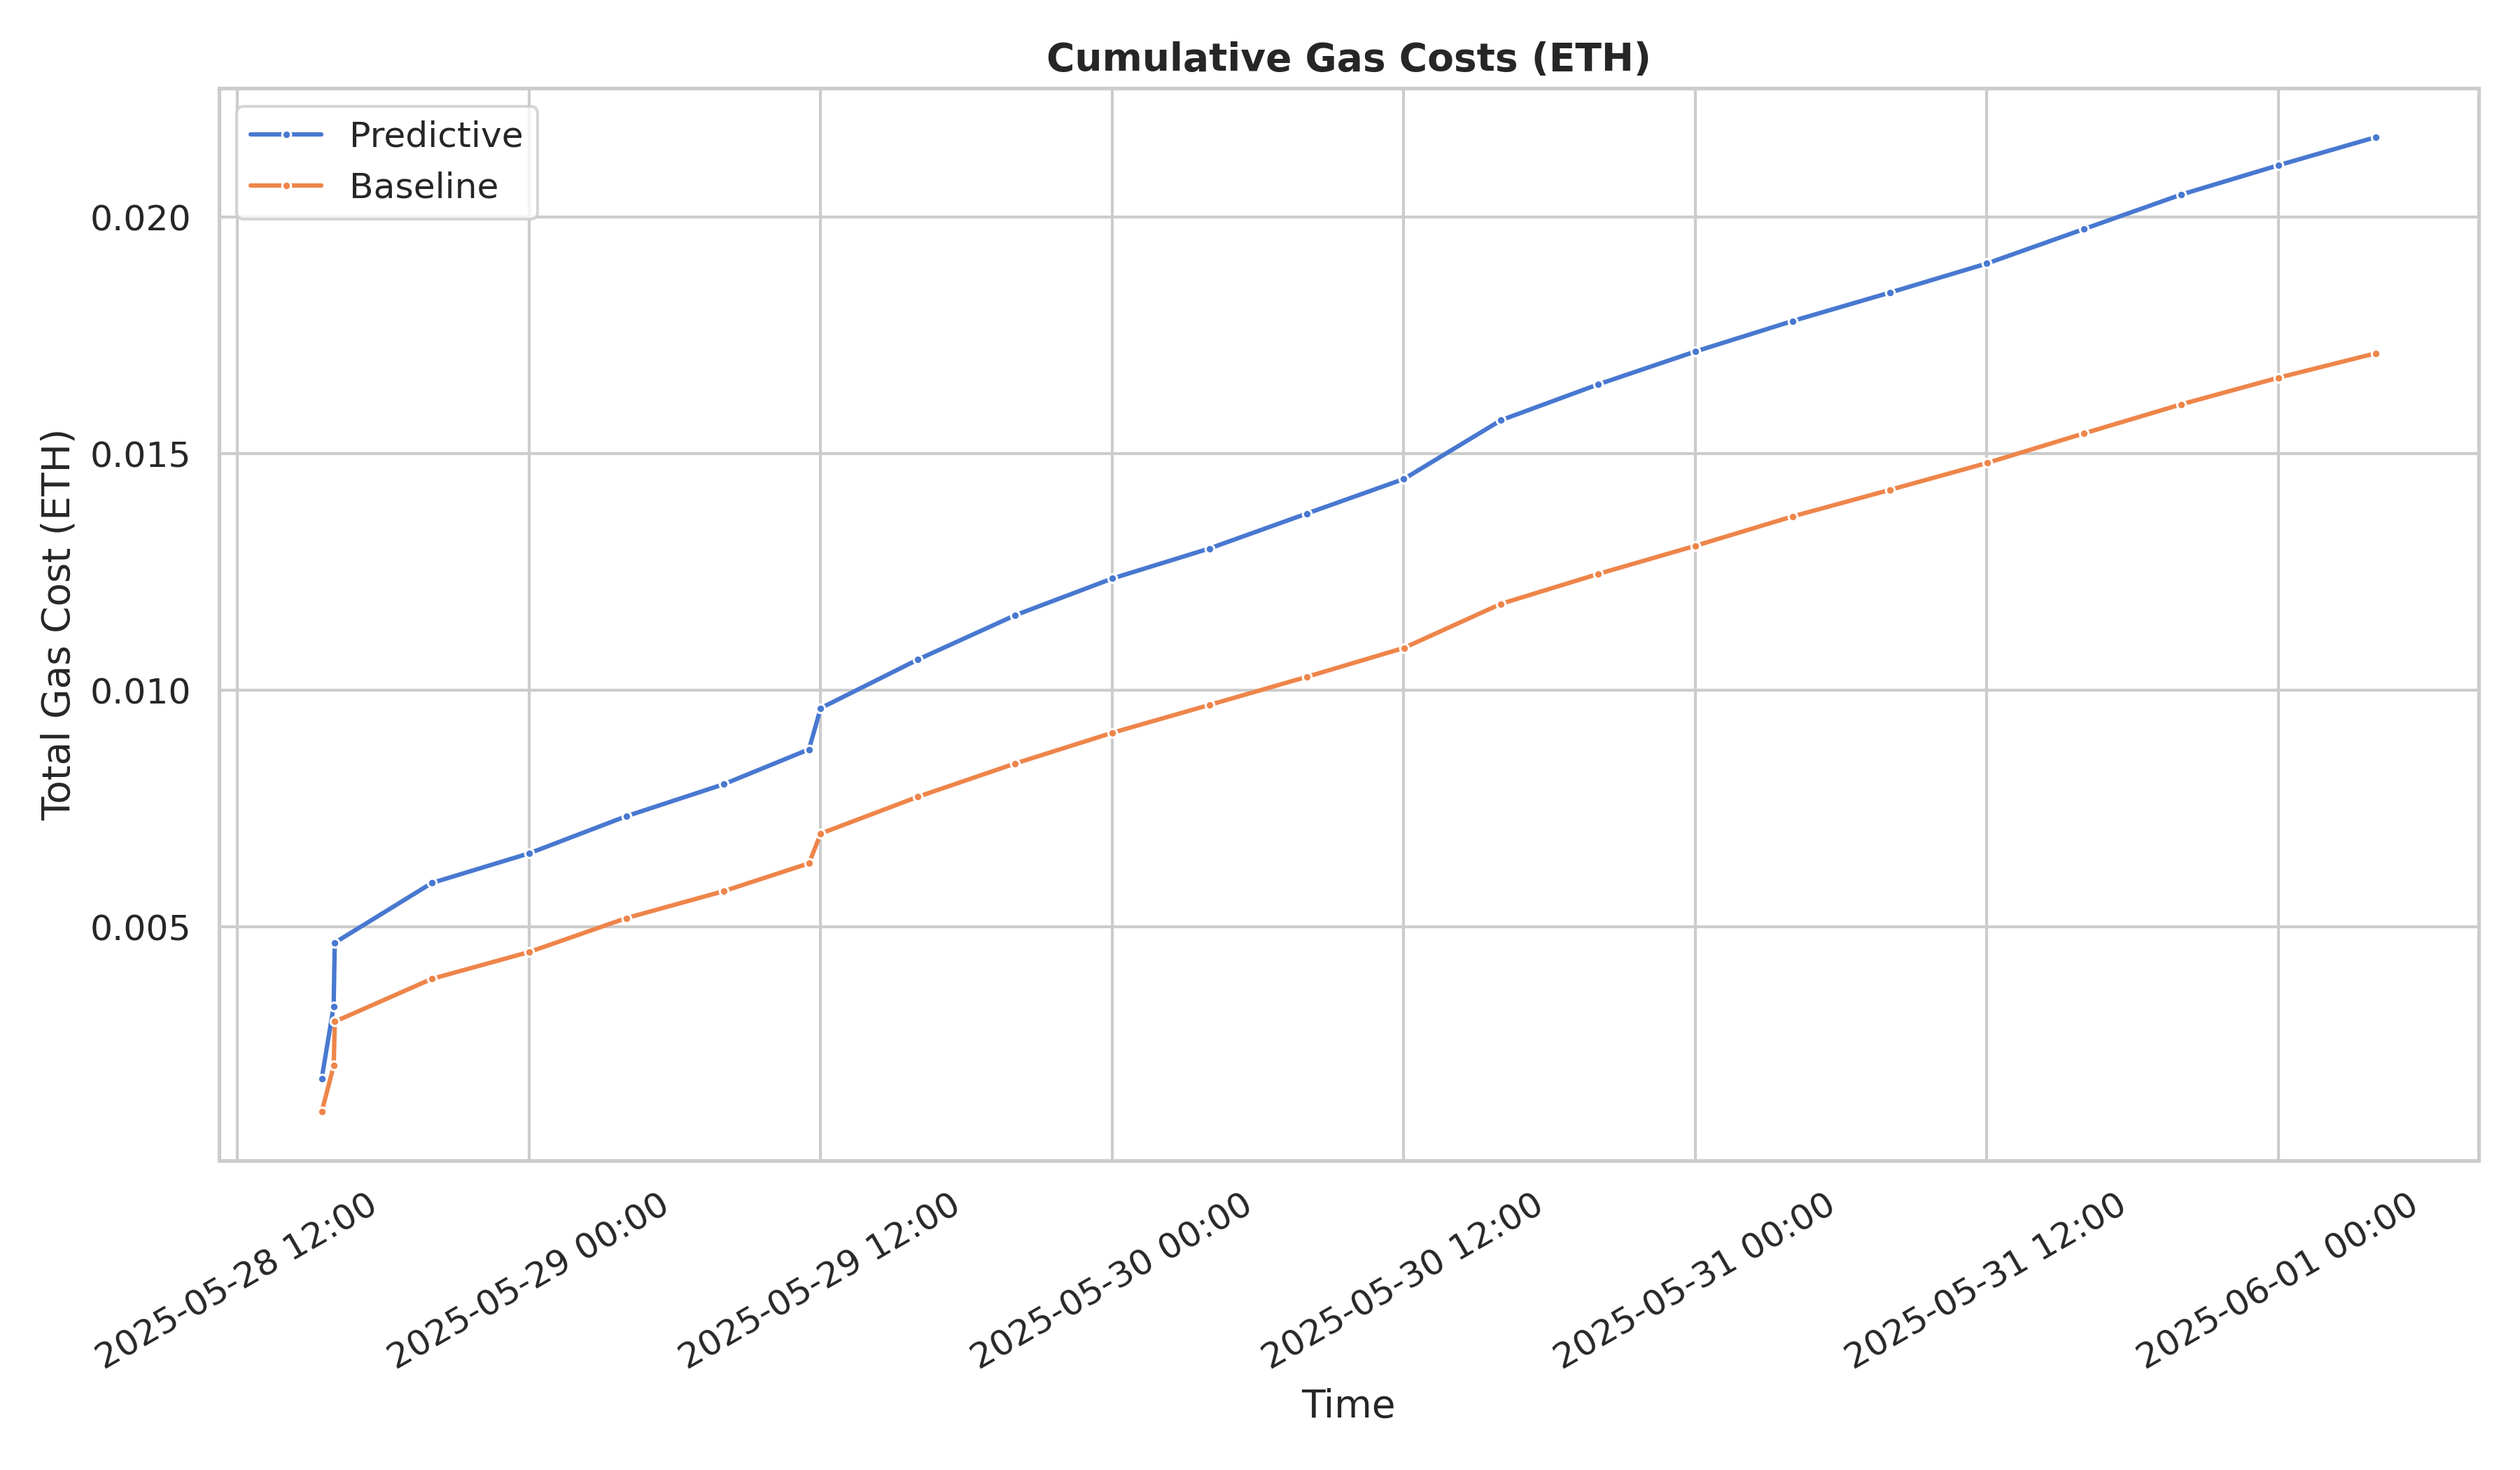 Cumulative Gas Costs (ETH)
Predictive
Baseline
Total Gas Cost (ETH)
0.020
0.015
0.010
0.005
2025-05-28 12:00
2025-05-29 00:00
2025-05-29 12:00
2025-05-30 00:00
2025-05-30 12:00
2025-05-31 00:00
2025-05-31 12:00
2025-06-01 00:00
Time